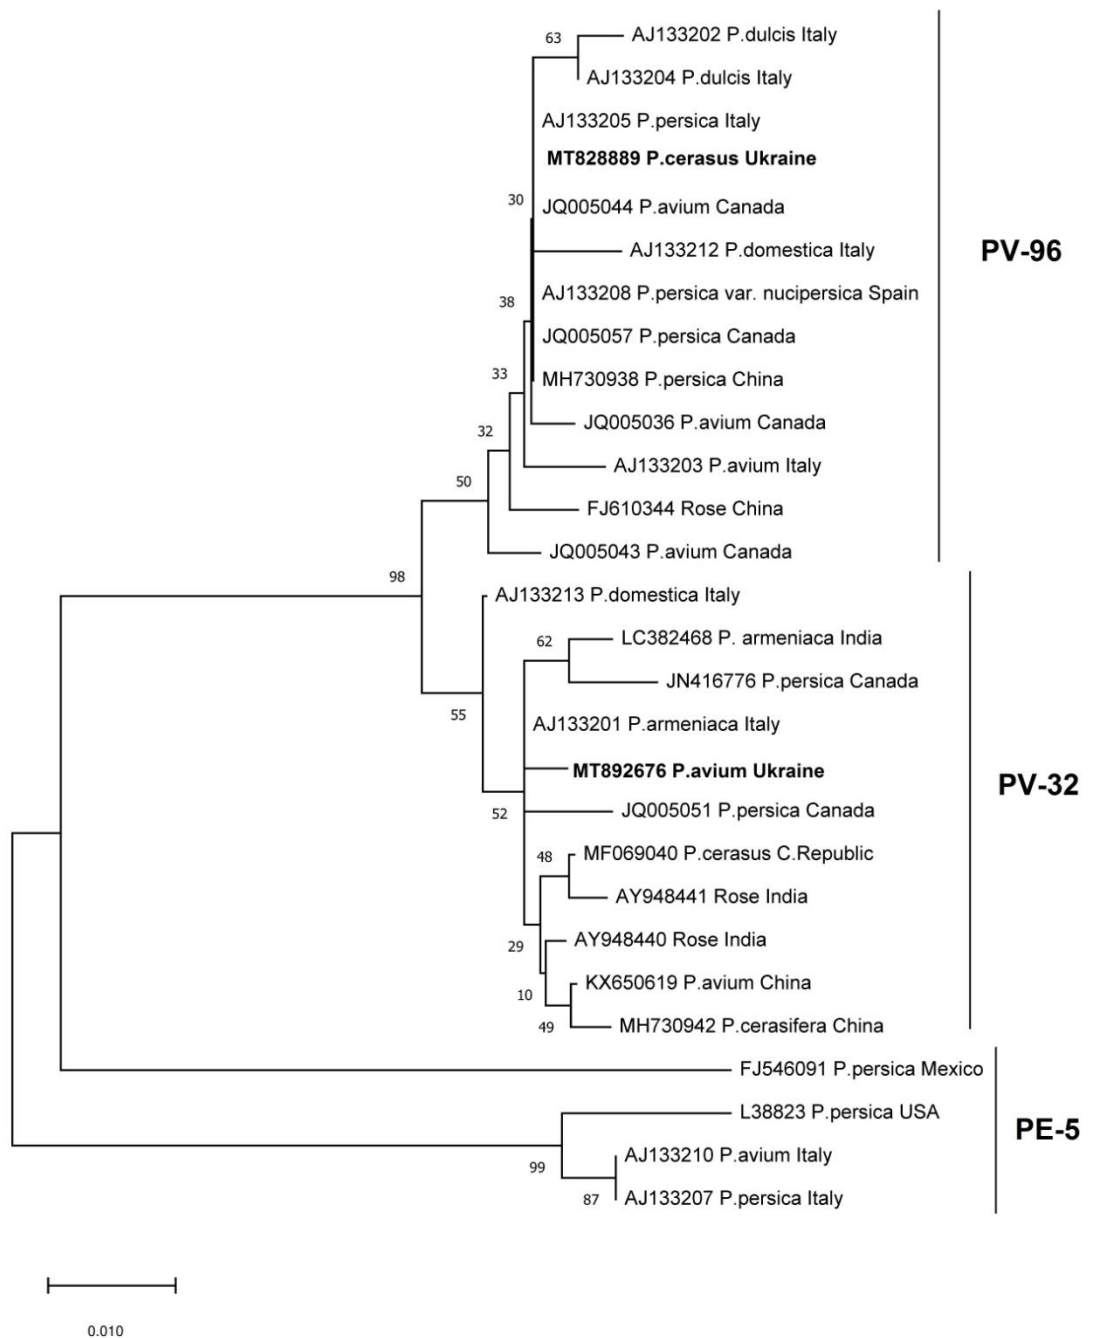 63
AJ133202 P.dulcis Italy
AJ133204 P.dulcis Italy
AJ133205 P.persica Italy
MT828889 P.cerasus Ukraine
30
JQ005044 P.avium Canada
AJ133212 P.domestica Italy
PV-96
AJ133208 P.persica var. nucipersica Spain
38
JQ005057 P.persica Canada
33
MH730938 P.persica China
JQ005036 P.avium Canada
32
AJ133203 P.avium Italy
50
FJ610344 Rose China
JQ005043 P.avium Canada
98
AJ133213 P.domestica Italy
62
LC382468 P. armeniaca India
JN416776 P.persica Canada
55
AJ133201 P.armeniaca Italy
MT892676 P.avium Ukraine
PV-32
52
JQ005051 P.persica Canada
48
MF069040 P.cerasus C.Republic
AY948441 Rose India
29
AY948440 Rose India
KX650619 P.avium China
10
49
MH730942 P.cerasifera China
FJ546091 P.persica Mexico
L38823 P.persica USA
PE-5
99
AJ133210 P.avium Italy
87
AJ133207 P.persica Italy
0.010